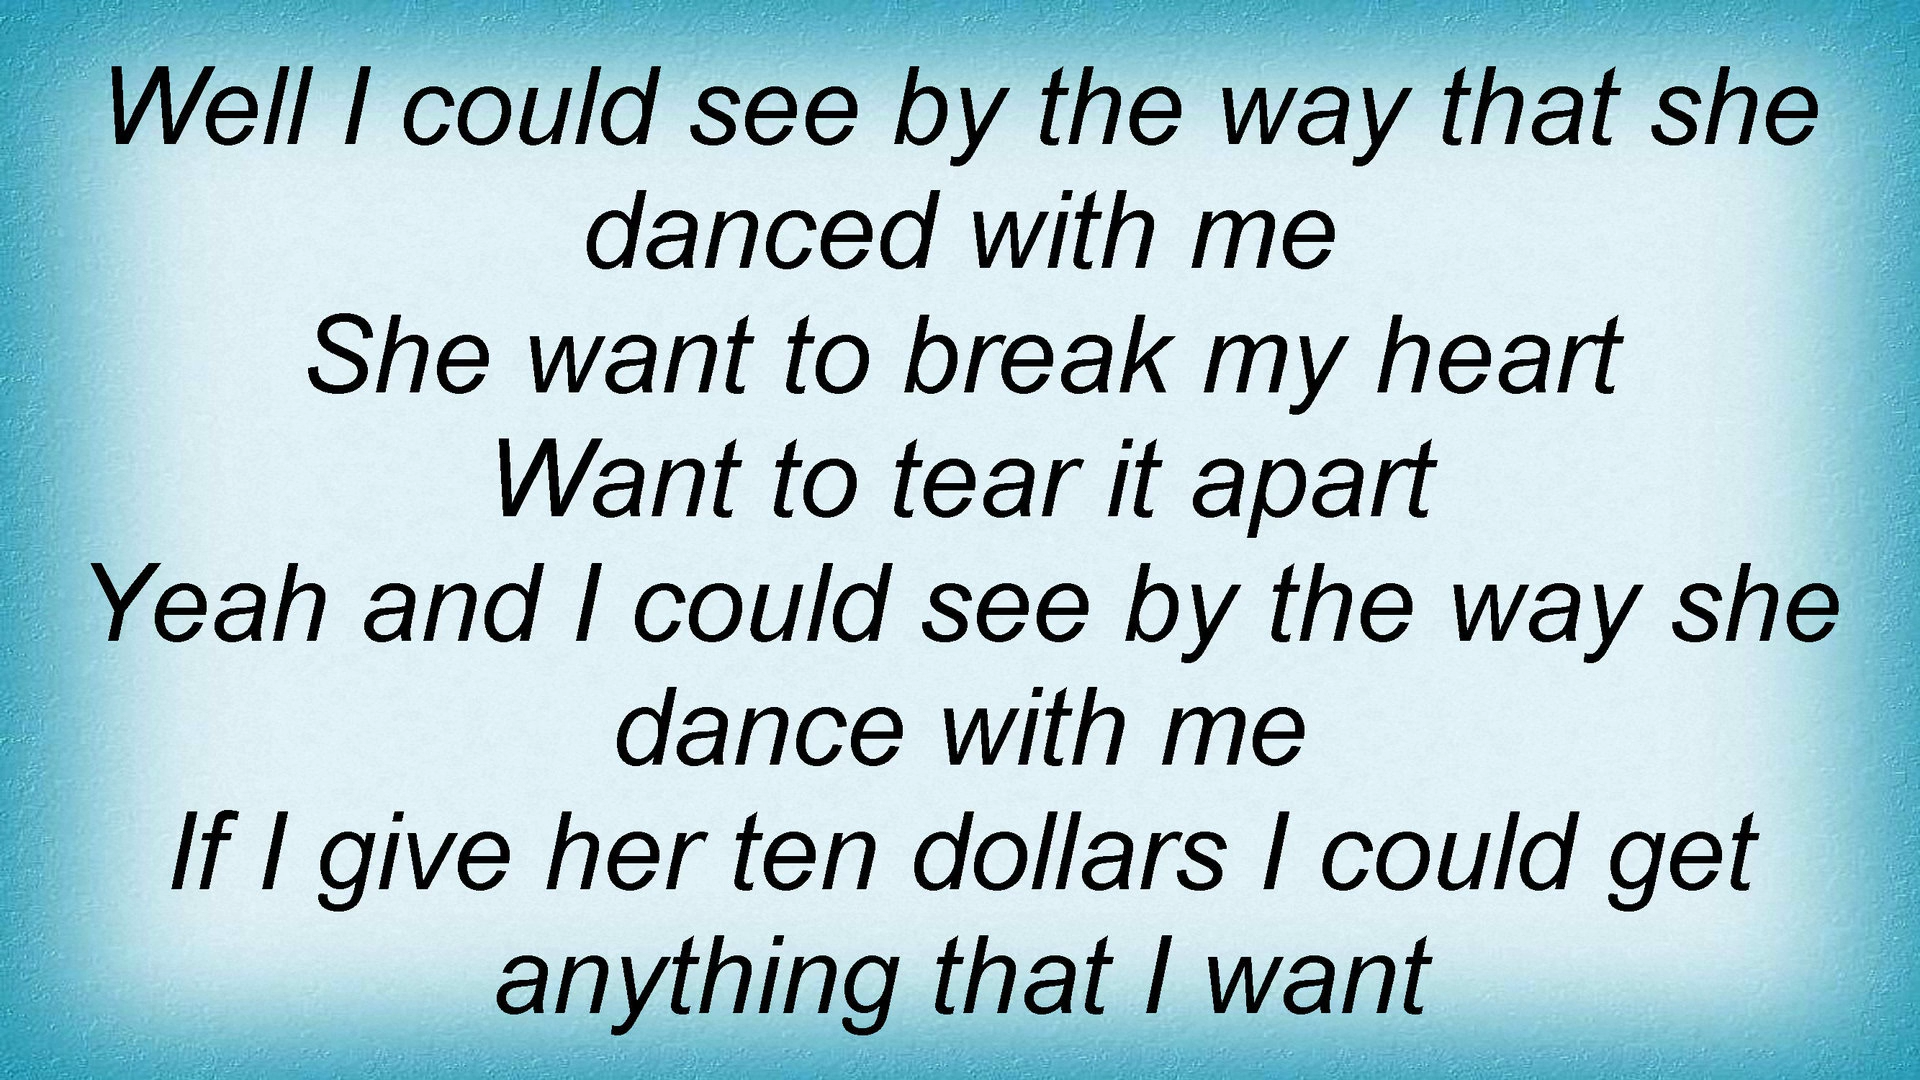 Well I could see by the way that she
danced with me
She want to break my heart
Want to tear it apart
Yeah and I could see by the way she
dance with me
If I give her ten dollars I could get
anything that I want